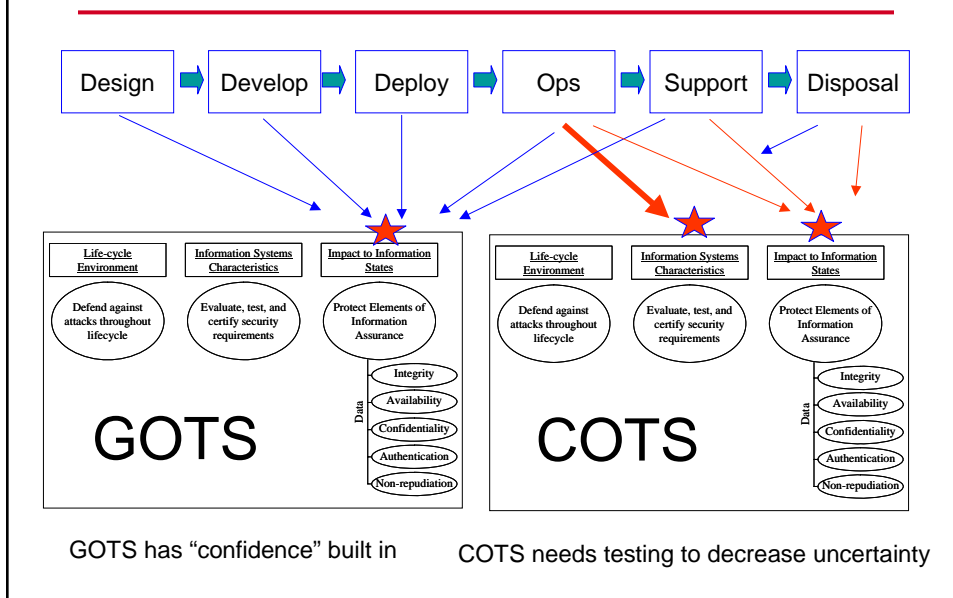 Design
Develop
Deploy
Ops
Support
Disposal
Life-cycle
Environment
Information Systems
Characteristics
Impact to Information
States
Defend against
attacks throughout
lifecycle
Evaluate, test, and
certify security
requirements
Protect Elements of
Information
Assurance
Data
Integrity
Availability
Confidentiality
Authentication
Non-repudiation
GOTS
Life-cycle
Environment
Information Systems
Characteristics
Impact to Information
States
Defend against
attacks throughout
lifecycle
Evaluate, test, and
certify security
requirements
Protect Elements of
Information
Assurance
Data
Integrity
Availability
Confidentiality
Authentication
Non-repudiation
COTS
GOTS has “confidence” built in
COTS needs testing to decrease uncertainty